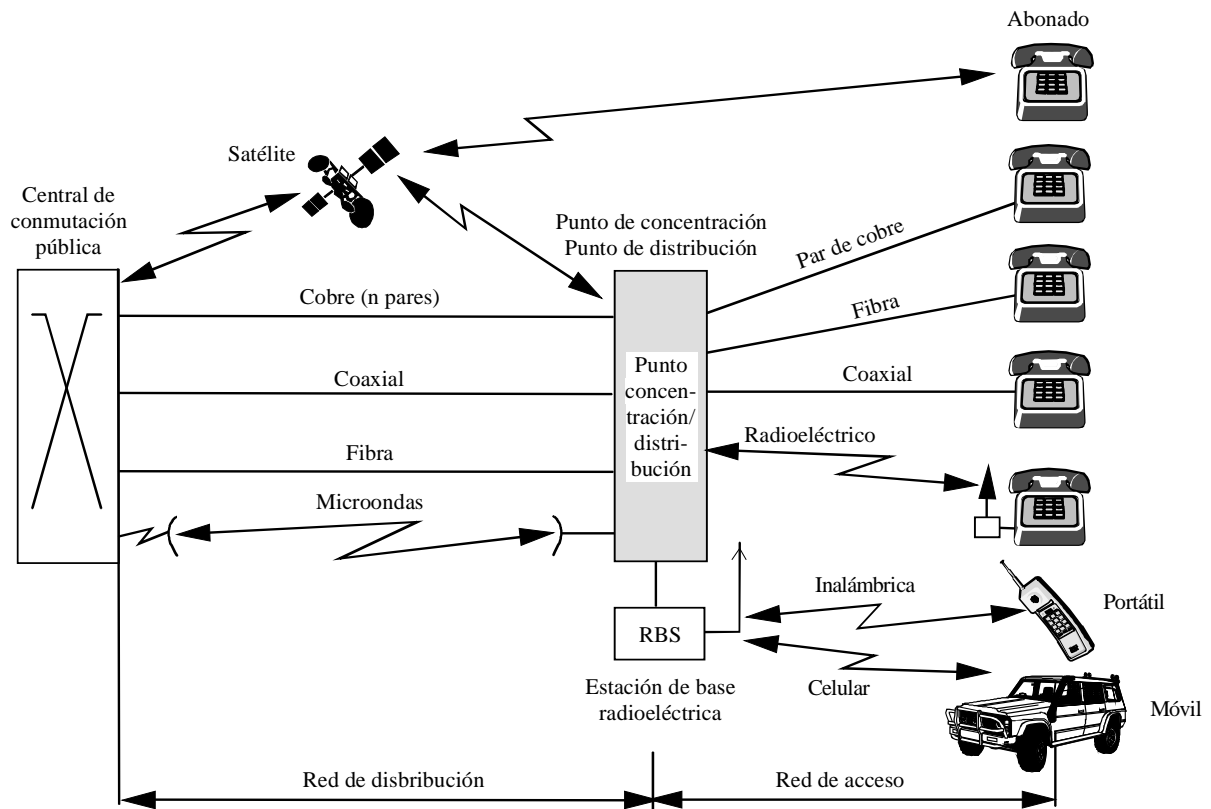 Abonado
Satélite
Central de
conmutación
pública
Punto de concentración
Punto de distribución
Par de cobre
Cobre (n pares)
Fibra
Punto
concen-
tración/
distri-
bución
Coaxial
Coaxial
Radioeléctrico
Fibra
Microondas
Inalámbrica
Portátil
RBS
Estación de base
radioeléctrica
Celular
Móvil
Red de disbribución
Red de acceso